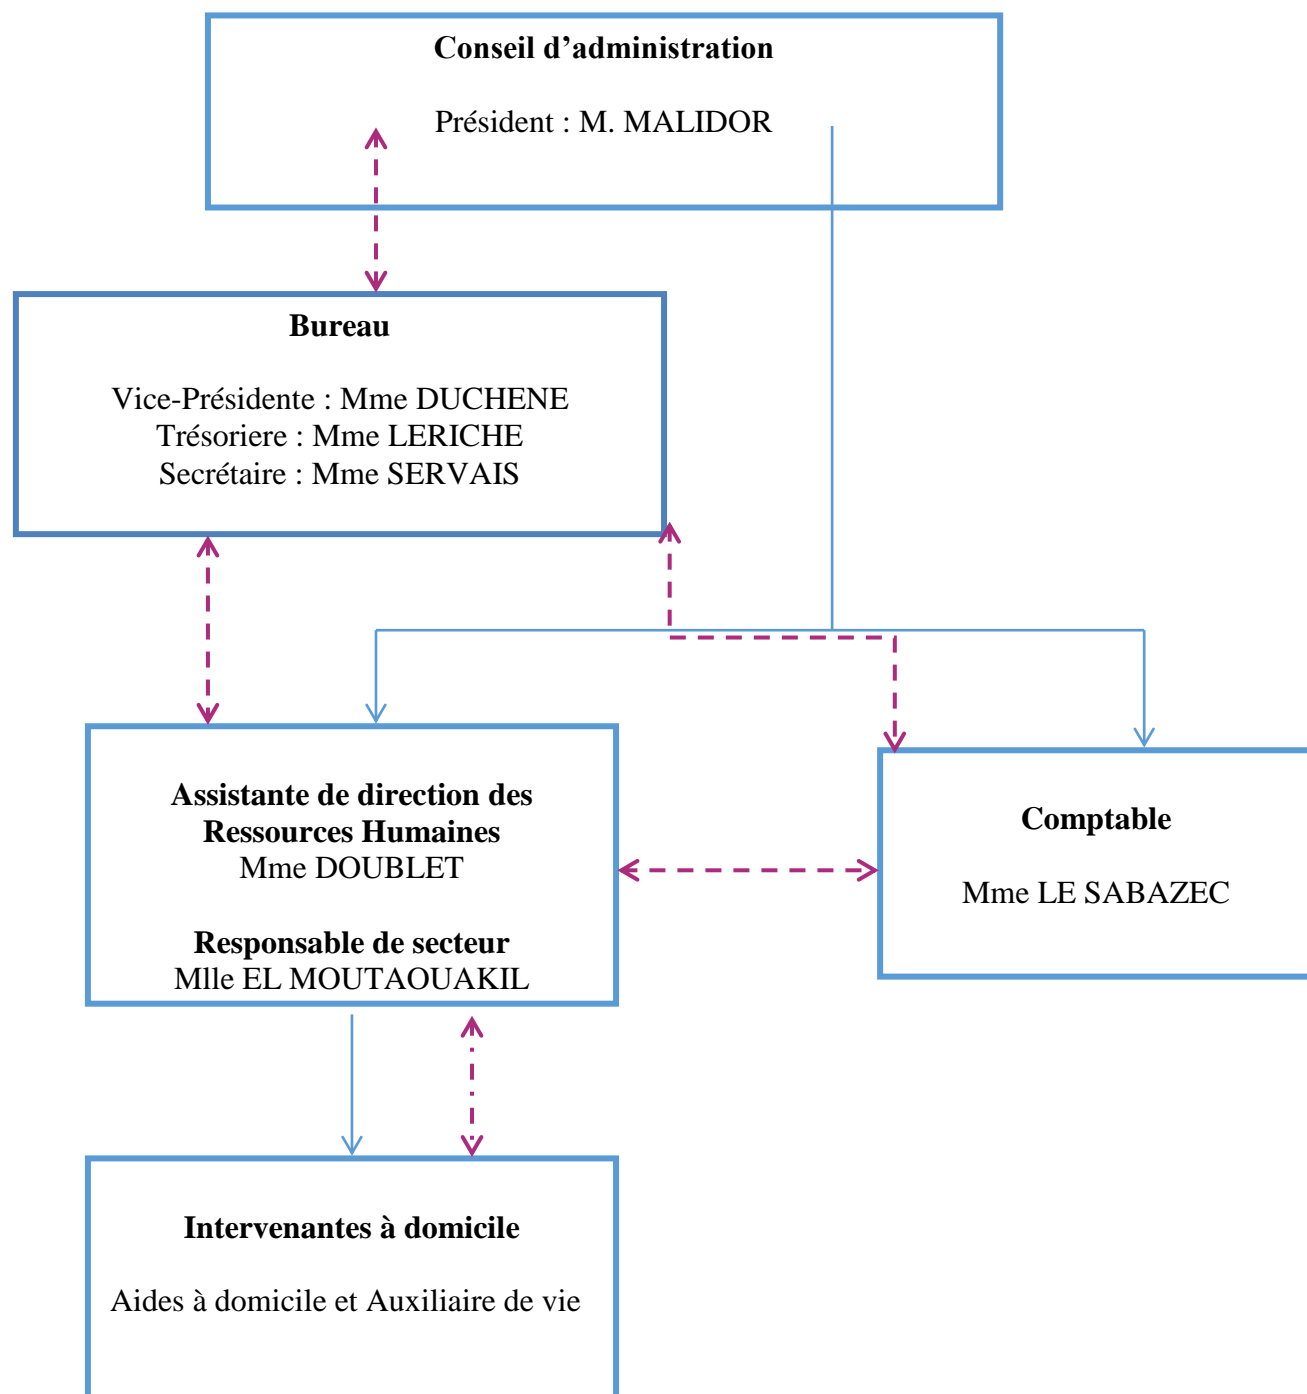 Conseil d’administration
Président : M. MALIDOR
Bureau
Vice-Présidente : Mme DUCHENE
Trésoriere : Mme LERICHE
Secrétaire : Mme SERVAIS
Assistante de direction des
Ressources Humaines
Mme DOUBLET
Responsable de secteur
Mlle EL MOUTAOUAKIL
Comptable
Mme LE SABAZEC
Intervenantes à domicile
Aides à domicile et Auxiliaire de vie